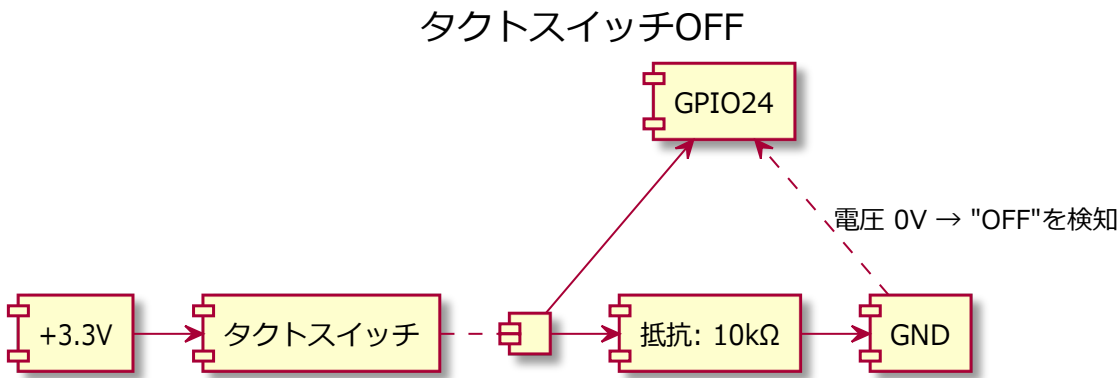 タクトスイッチOFF
GPIO24
電圧 0V → "OFF"を検知
+3.3V
タクトスイッチ
抵抗: 10kΩ
GND